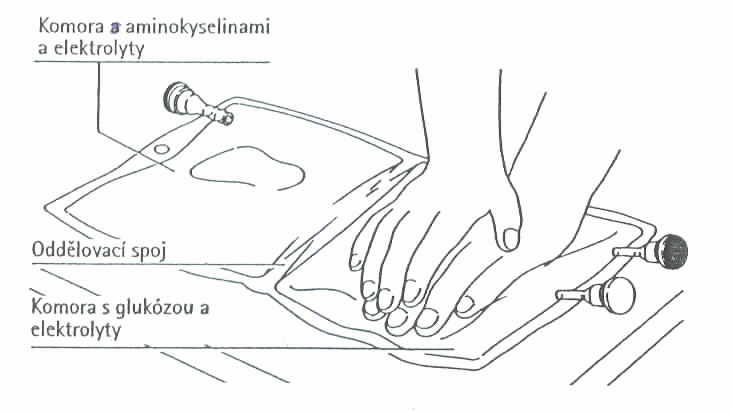 Komora s aminokyselinami
a elektrolyty
Oddělovací spoj
Komora s glukózou a
elektrolyty